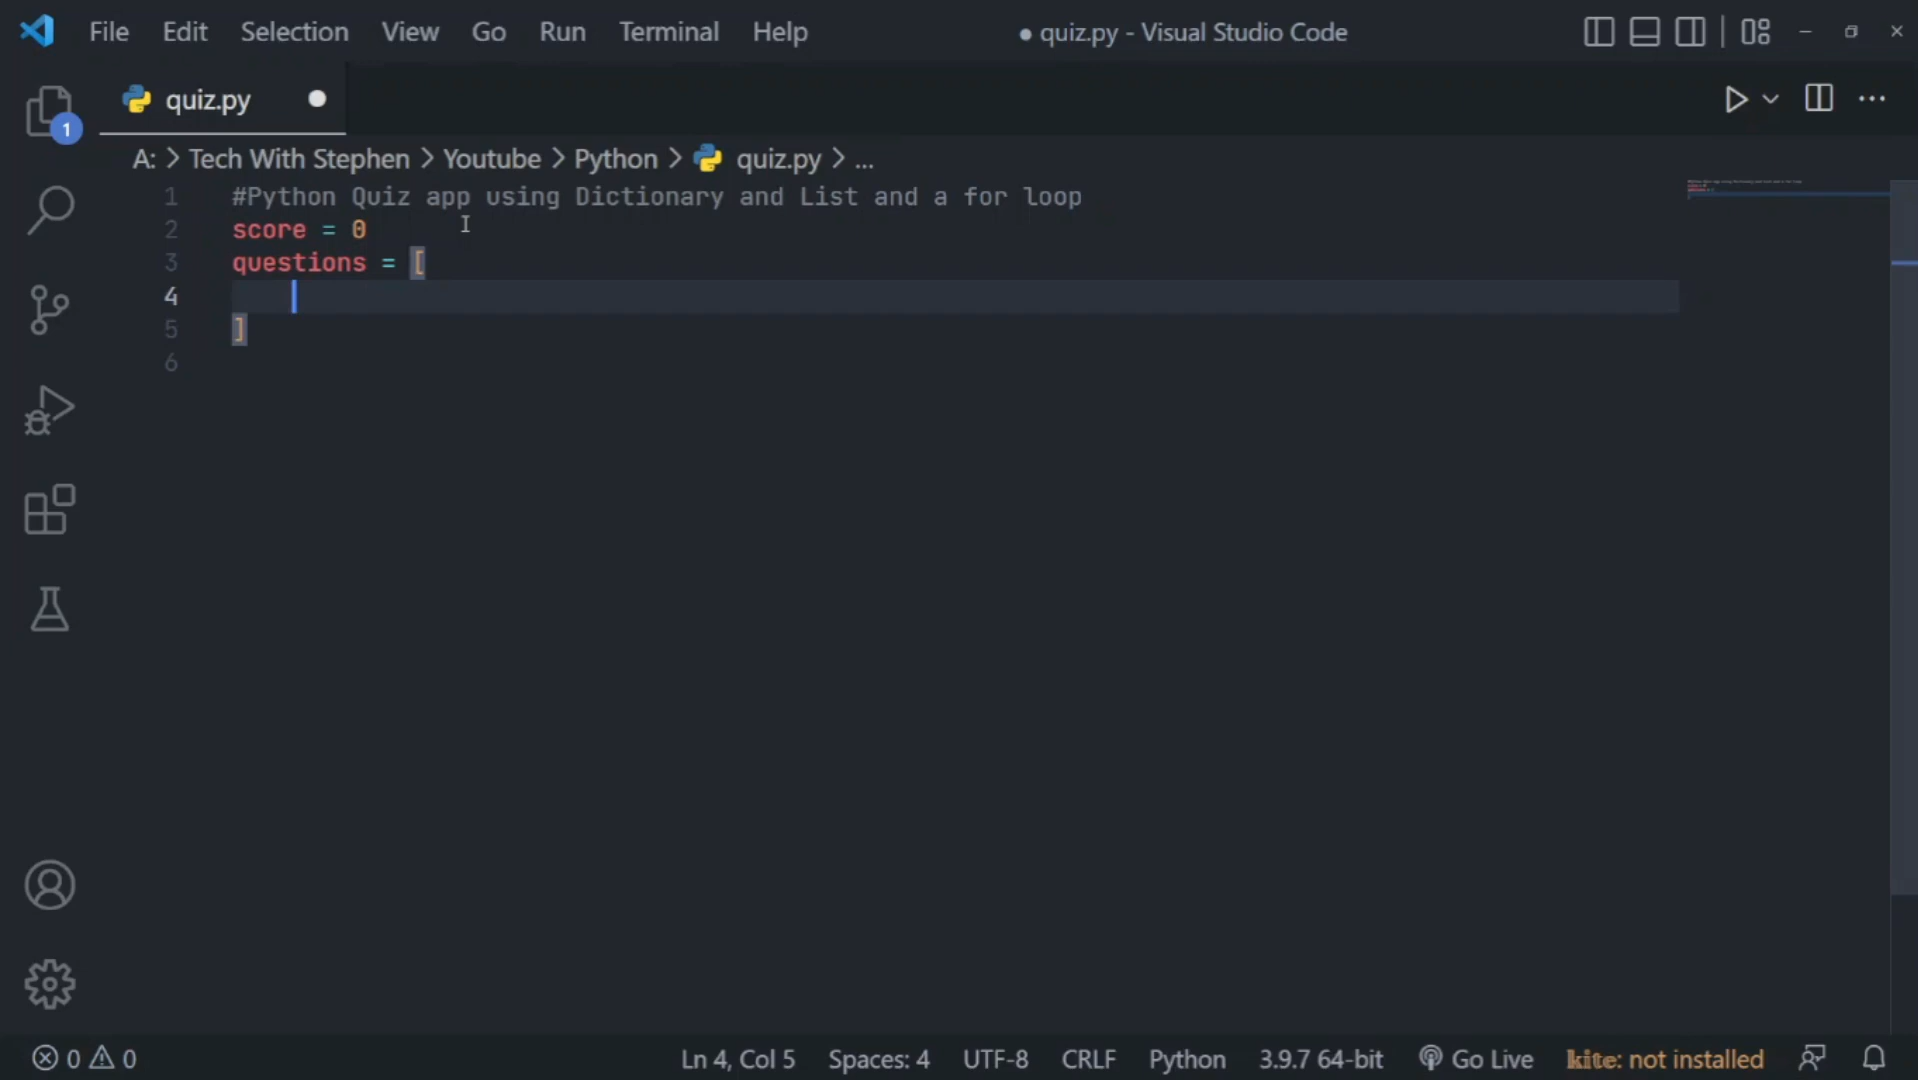 File Edit Selection View Go Run Terminal Help ● quiz.py - Visual Studio Code
quiz.py
1
A: > Tech With Stephen > Youtube > Python > quiz.py > ...
1 #Python Quiz app using Dictionary and List and a for loop
2 score = 0
3 questions = [
4
5 ]
6
0 0 Ln 4, Col 5 Spaces: 4 UTF-8 CRLF Python 3.9.7 64-bit Go Live kite: not installed